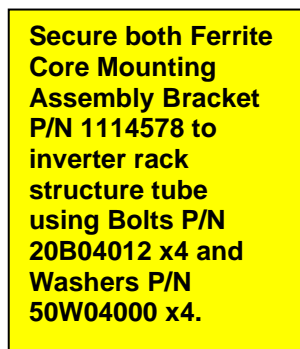 Secure both Ferrite
Core Mounting
Assembly Bracket
P/N 1114578 to
inverter rack
structure tube
using Bolts P/N
20B04012 x4 and
Washers P/N
50W04000 x4.